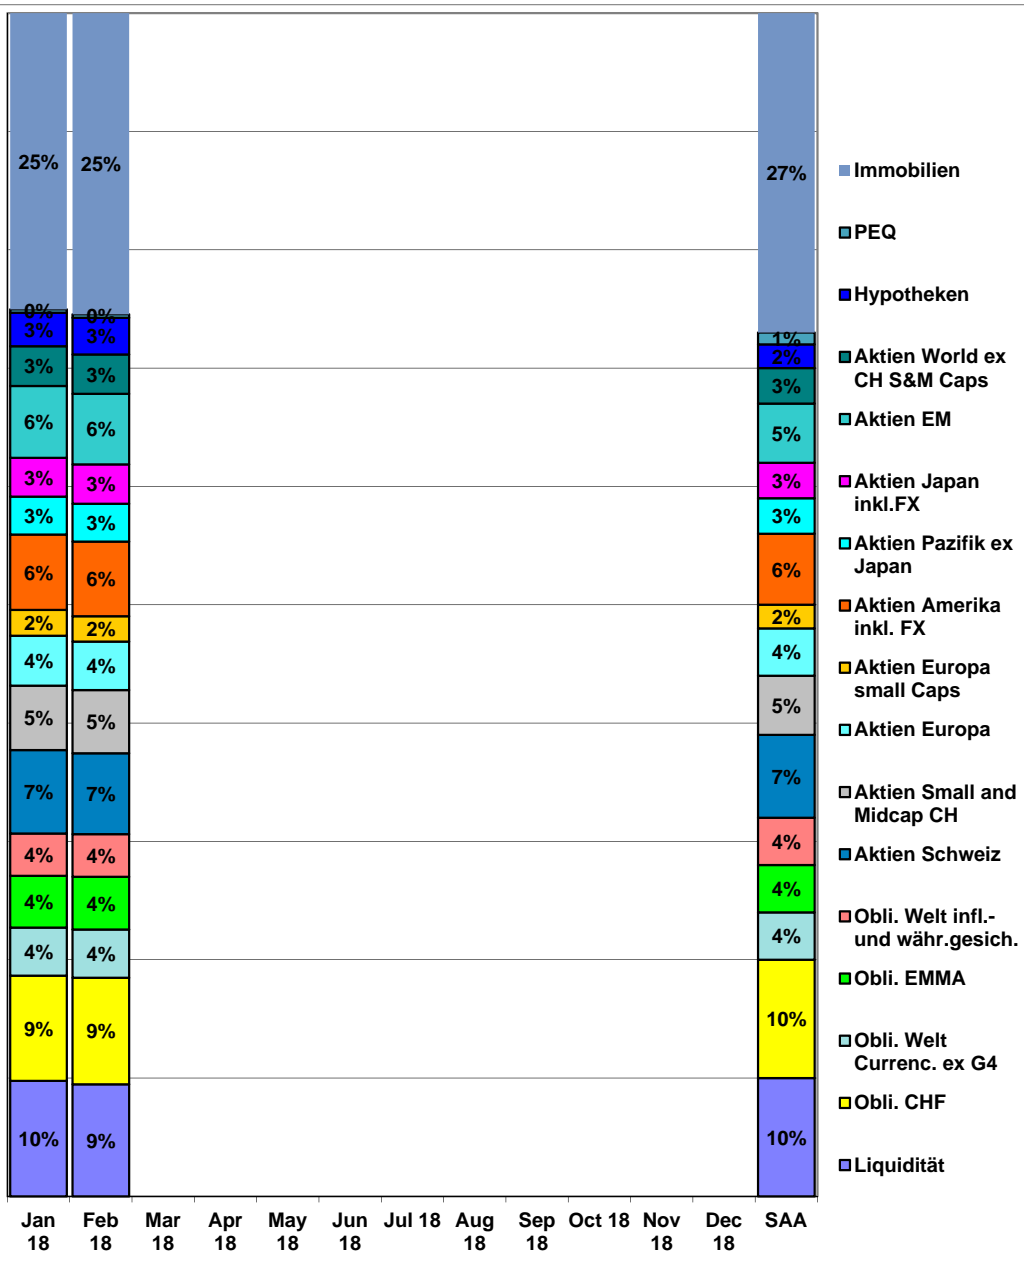 25%
25%
27%
0%
0%
1%
3%
3%
2%
3%
3%
3%
6%
6%
5%
3%
3%
3%
3%
3%
3%
6%
6%
6%
2%
2%
2%
4%
4%
4%
5%
5%
5%
7%
7%
7%
4%
4%
4%
4%
4%
4%
4%
4%
4%
9%
9%
10%
10%
9%
10%
Immobilien
PEQ
Hypotheken
Aktien World ex
CH S&M Caps
Aktien EM
Aktien Japan
inkl.FX
Aktien Pazifik ex
Japan
Aktien Amerika
inkl. FX
Aktien Europa
small Caps
Aktien Europa
Aktien Small and
Midcap CH
Aktien Schweiz
Obli. Welt infl.-
und währ.gesich.
Obli. EMMA
Obli. Welt
Currenc. ex G4
Obli. CHF
Liquidität
Jan
18
Feb
18
Mar
18
Apr
18
May
18
Jun
18
Jul 18
Aug
18
Sep
18
Oct 18
Nov
18
Dec
18
SAA